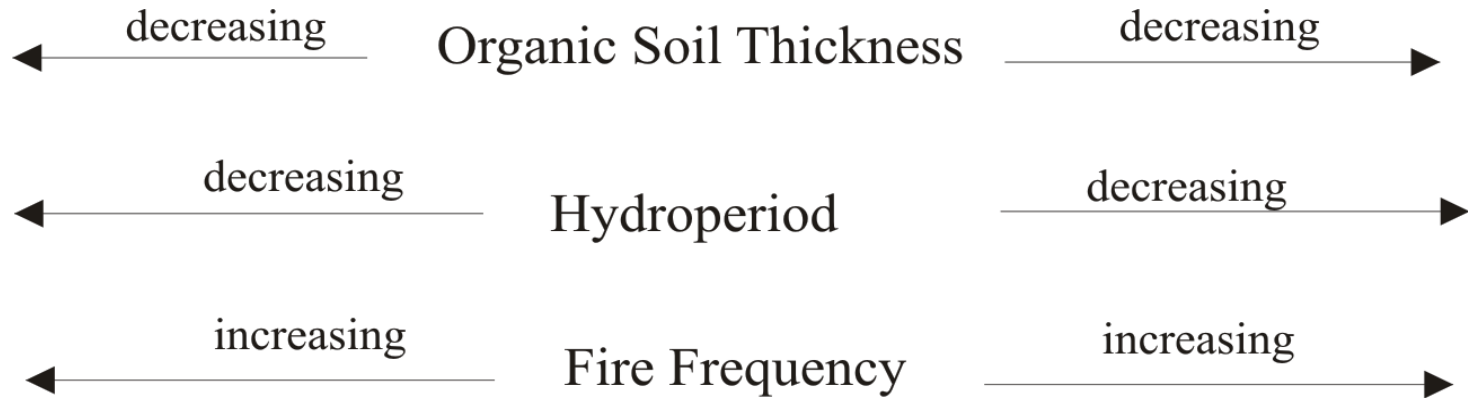 decreasing Organic Soil Thickness decreasing
decreasing Hydroperiod decreasing
increasing Fire Frequency increasing